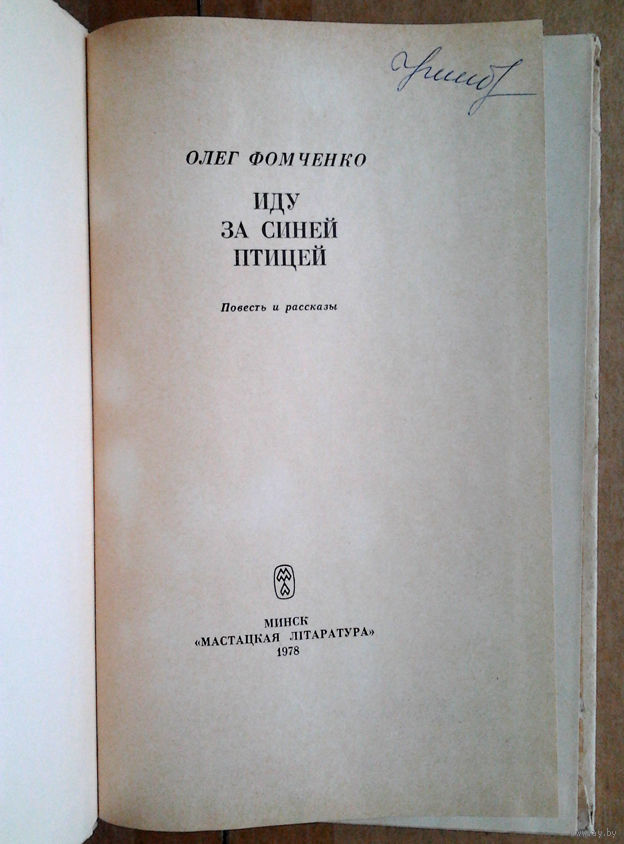 ОЛЕГ ФОМЧЕНКО
ИДУ
ЗА СИНЕЙ
ПТИЦЕЙ
Повесть и рассказы
МИНСК
«МАСТАЦКАЯ ЛІТАРАТУРА»
1978